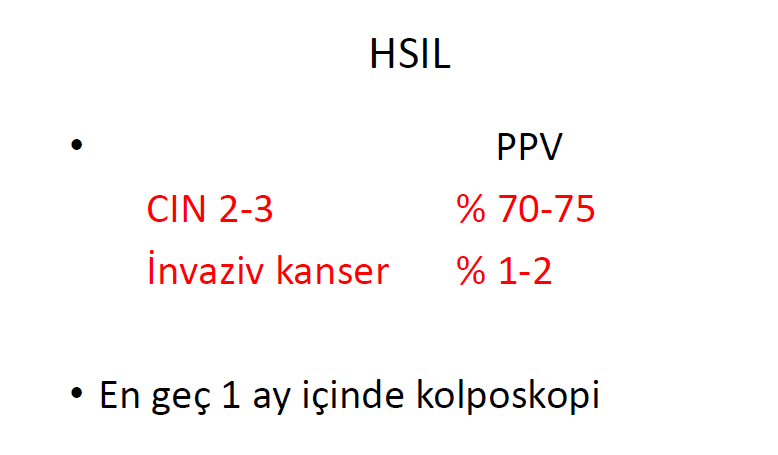 HSIL
• PPV
CIN 2-3 % 70-75
İnvaziv kanser % 1-2
• En geç 1 ay içinde kolposkopi